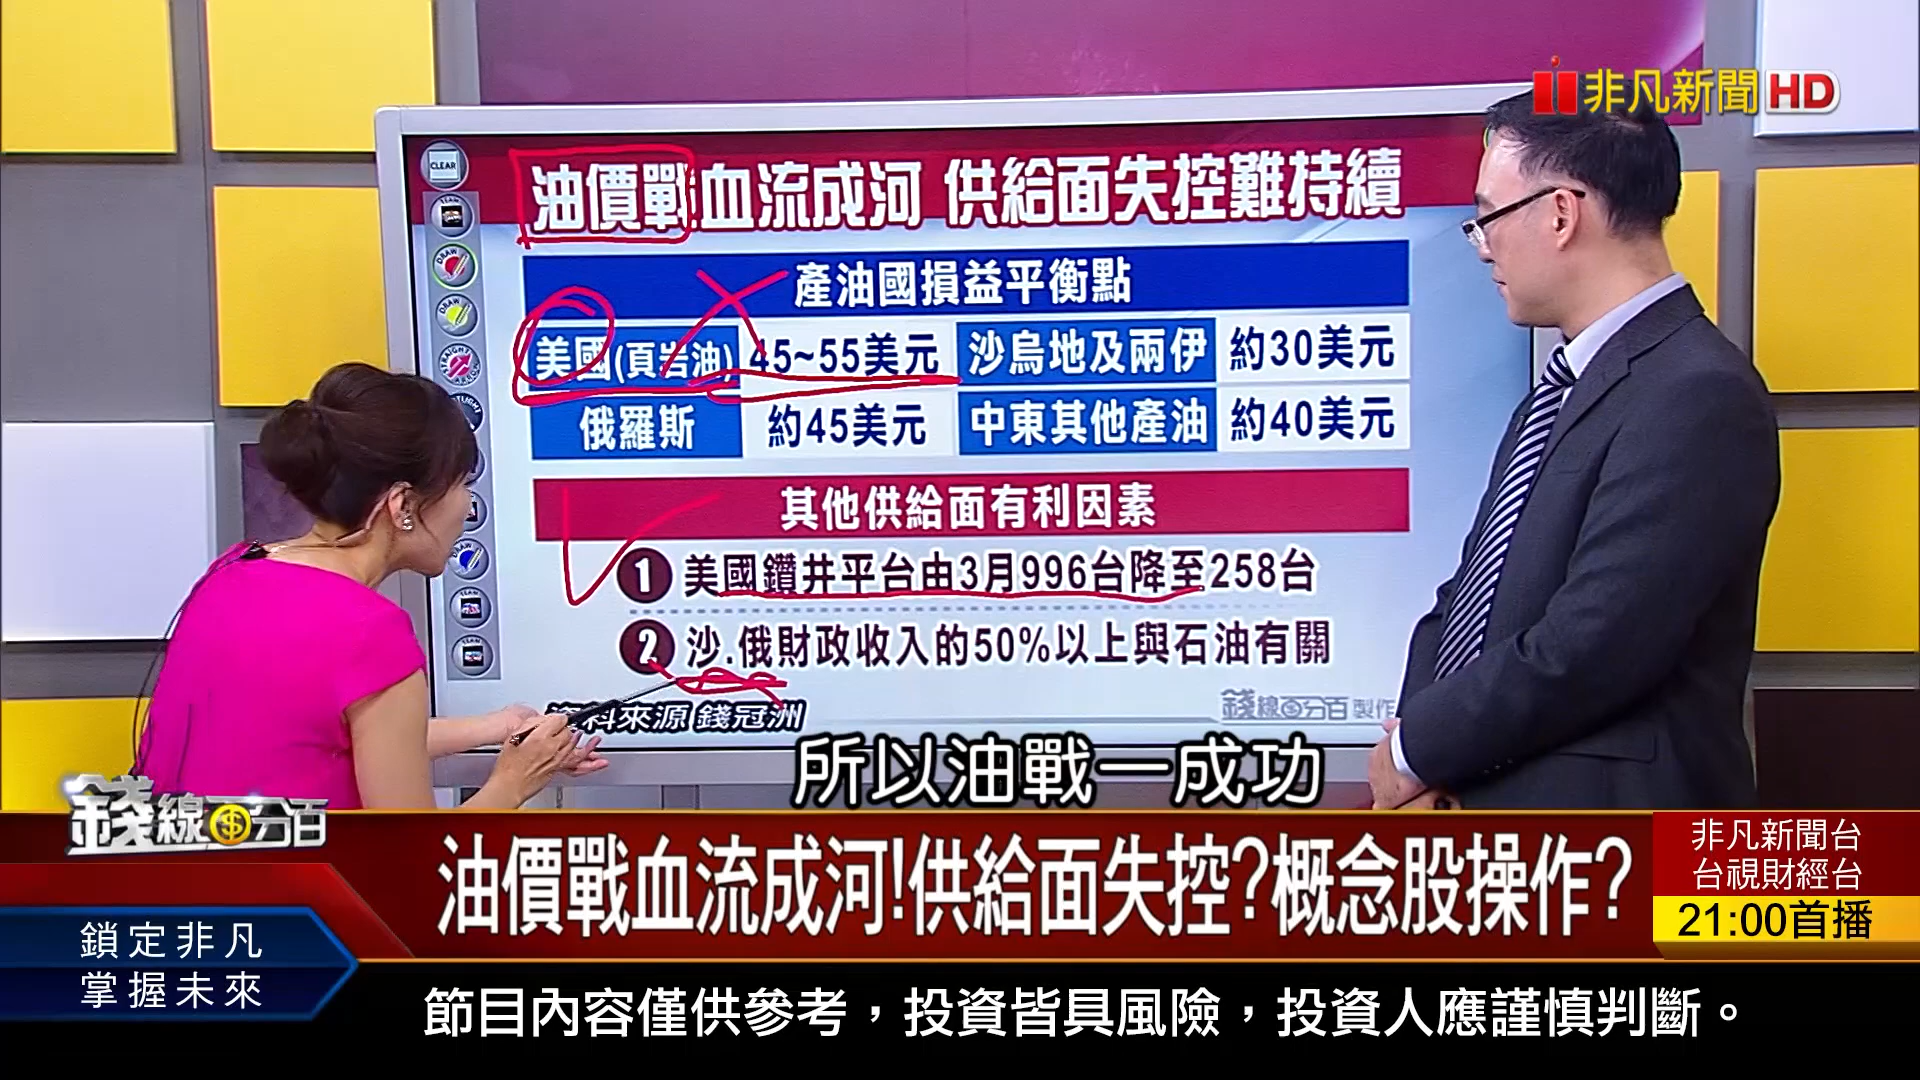 非凡新聞HD
CLEAR
油價戰血流成河 供給面失控難持續
產油國損益平衡點
美國(頁岩油) 45~55美元 沙烏地及兩伊 約30美元
俄羅斯 約45美元 中東其他產油 約40美元
其他供給面有利因素
1 美國鑽井平台由3月996台降至258台
2 沙.俄財政收入的50%以上與石油有關
資料來源 錢冠洲
錢線百分百 製作
所以油戰一成功
錢線百分百
油價戰血流成河!供給面失控?概念股操作?
非凡新聞台
台視財經台
21:00首播
鎖定非凡
掌握未來
節目內容僅供參考，投資皆具風險，投資人應謹慎判斷。